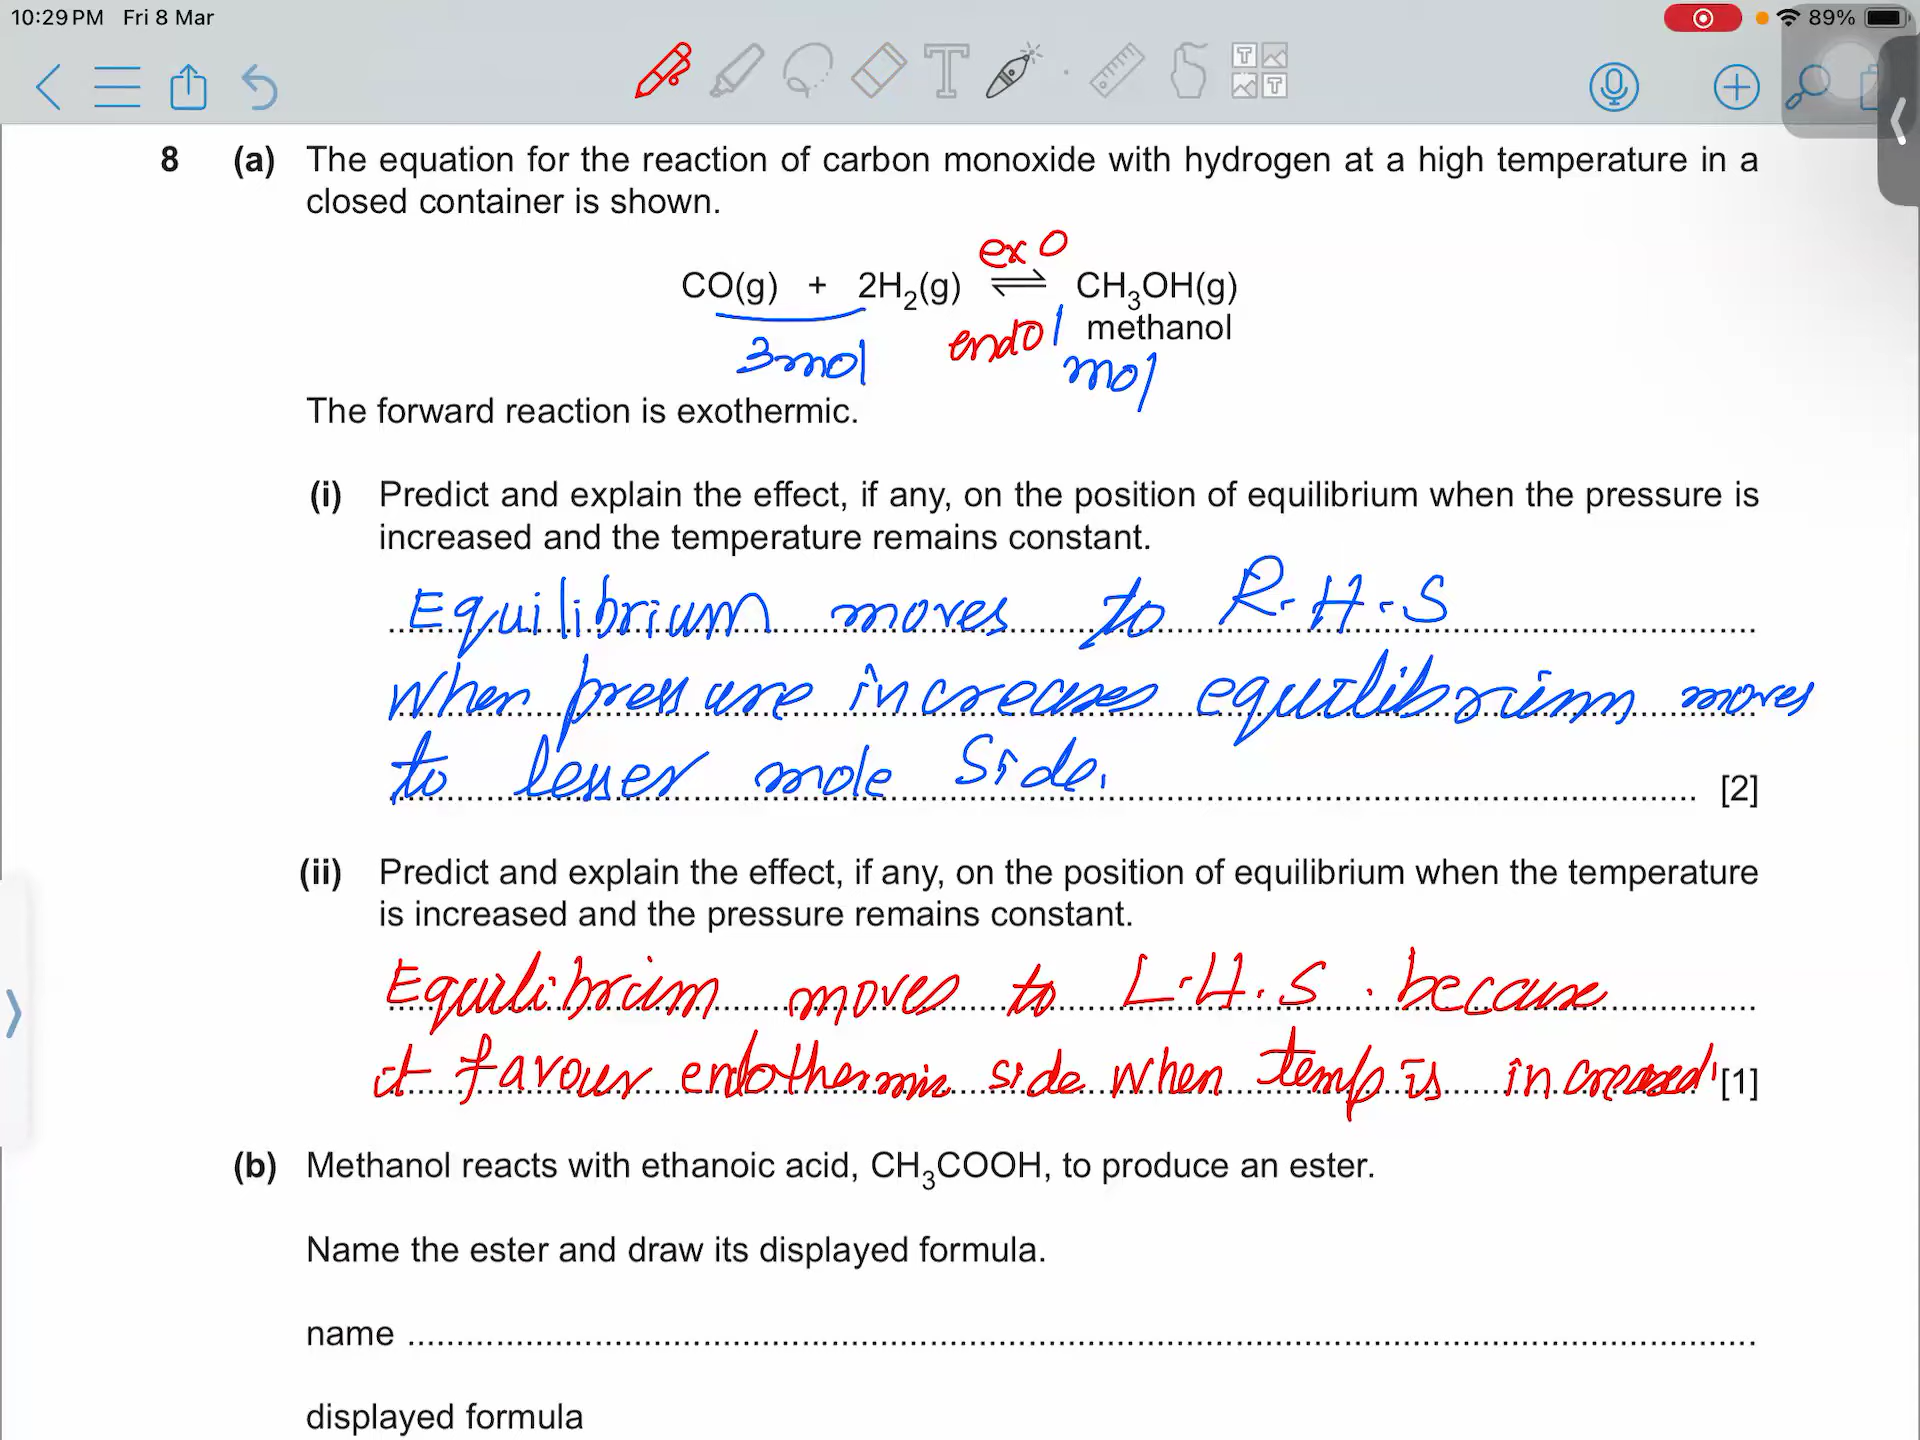 10:29 PM Fri 8 Mar
89%
8 (a) The equation for the reaction of carbon monoxide with hydrogen at a high temperature in a
closed container is shown.
exo
CO(g) + 2H₂(g) ⇌ CH₃OH(g)
endo 1 methanol
3mol mol
The forward reaction is exothermic.
(i) Predict and explain the effect, if any, on the position of equilibrium when the pressure is
increased and the temperature remains constant.
Equilibrium moves to R.H.S
when pressure increases equilibrium moves
to lesser mole side.
[2]
(ii) Predict and explain the effect, if any, on the position of equilibrium when the temperature
is increased and the pressure remains constant.
Equilibrium moves to L.H.S. because
it favour endothermic side when temp is increased. [1]
(b) Methanol reacts with ethanoic acid, CH₃COOH, to produce an ester.
Name the ester and draw its displayed formula.
name
displayed formula